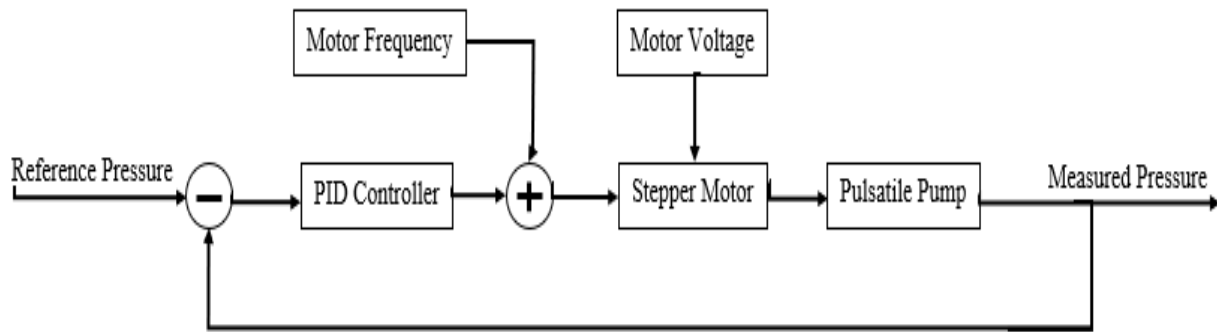 Motor Frequency
Motor Voltage
Reference Pressure
−
PID Controller
+
Stepper Motor
Pulsatile Pump
Measured Pressure